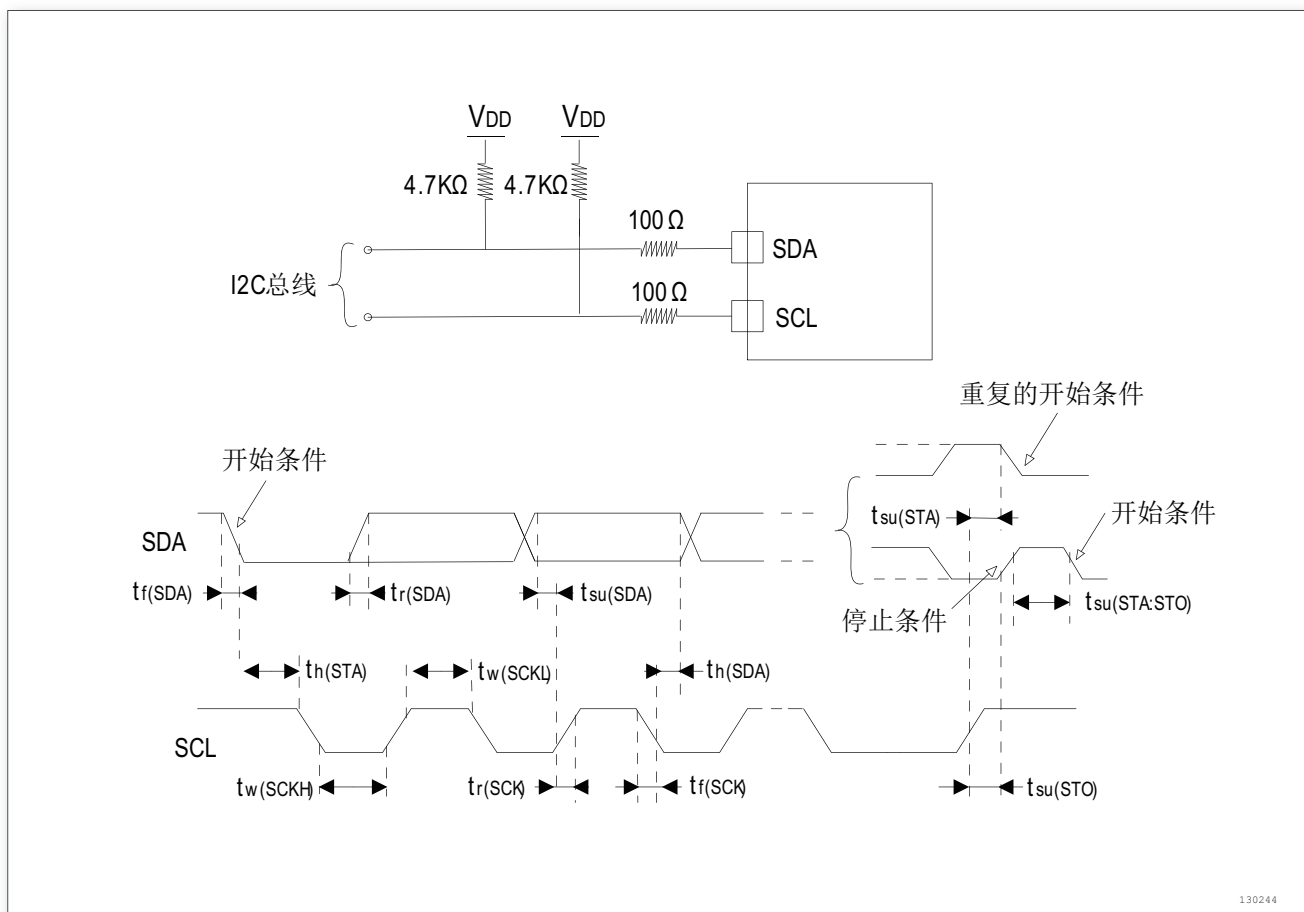 VDD VDD
4.7KΩ 4.7KΩ
100 Ω
SDA
I2C总线
100 Ω
SCL
重复的开始条件
开始条件
tsu(STA)
开始条件
SDA
tf(SDA) tr(SDA) tsu(SDA)
停止条件
tsu(STA:STO)
th(STA) tw(SCKL) th(SDA)
SCL
tw(SCKH) tr(SCK) tf(SCK) tsu(STO)
130244